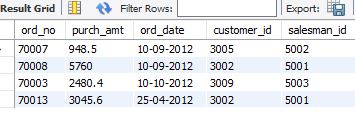 Result Grid Filter Rows: Export:
ord_no purch_amt ord_date customer_id salesman_id
70007 948.5 10-09-2012 3005 5002
70008 5760 10-09-2012 3002 5001
70003 2480.4 10-10-2012 3009 5003
70013 3045.6 25-04-2012 3002 5001